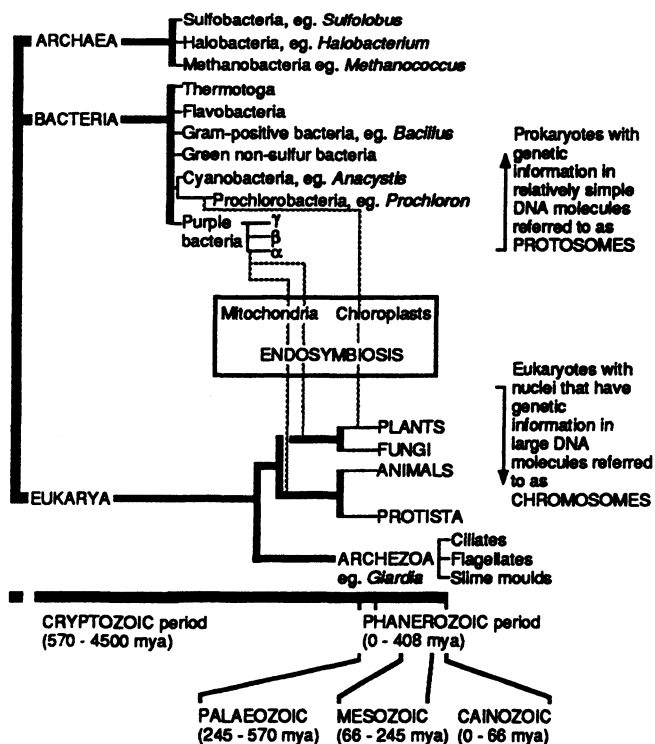 Sulfobacteria, eg. Sulfolobus
ARCHAEA
Halobacteria, eg. Halobacterium
Methanobacteria eg. Methanococcus
Thermotoga
Flavobacteria
BACTERIA
Gram-positive bacteria, eg. Bacillus
Green non-sulfur bacteria
Cyanobacteria, eg. Anacystis
Prochlorobacteria, eg. Prochloron
Purple
bacteria
γ
β
α
Prokaryotes with
genetic
information in
relatively simple
DNA molecules
referred to as
PROTOSOMES
Mitochondria Chloroplasts
ENDOSYMBIOSIS
Eukaryotes with
nuclei that have
genetic
information in
large DNA
molecules referred
to as
CHROMOSOMES
PLANTS
FUNGI
ANIMALS
EUKARYA
PROTISTA
ARCHEZOA
eg. Giardia
Ciliates
Flagellates
Slime moulds
CRYPTOZOIC period
(570 - 4500 mya)
PHANEROZOIC period
(0 - 408 mya)
PALAEOZOIC
(245 - 570 mya)
MESOZOIC
(66 - 245 mya)
CAINOZOIC
(0 - 66 mya)